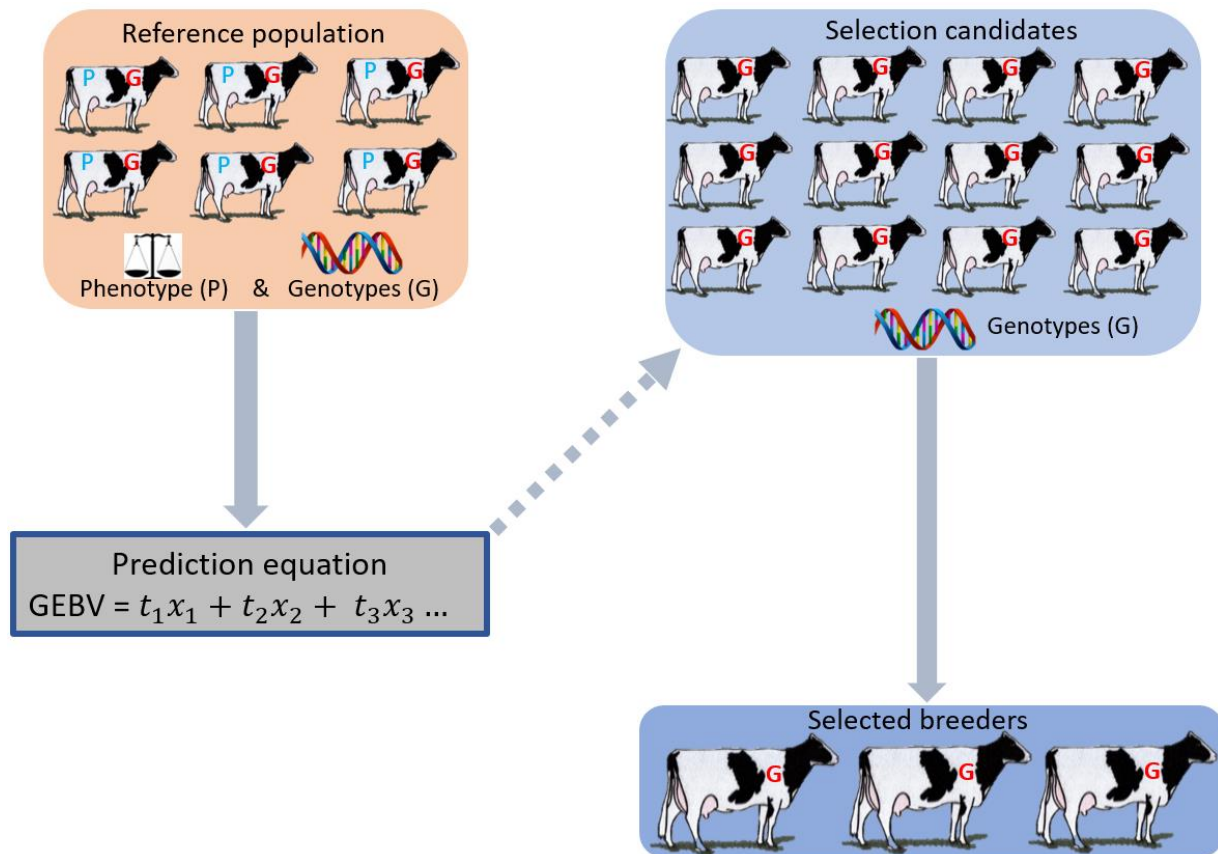 Reference population
P G P G P G
P G P G P G
Phenotype (P) & Genotypes (G)
Prediction equation
GEBV = t₁x₁ + t₂x₂ + t₃x₃ ...
Selection candidates
G G G G
G G G G
G G G G
Genotypes (G)
Selected breeders
G G G